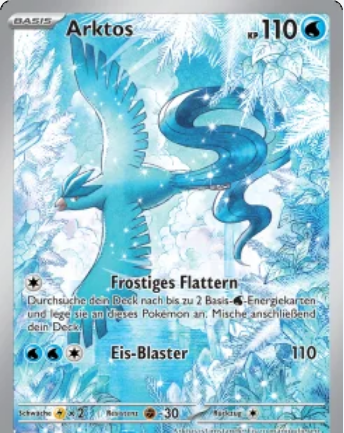 BASIS Arktos KP 110
Frostiges Flattern
Durchsuche dein Deck nach bis zu 2 Basis-Energiekarten
und lege sie an dieses Pokémon an. Mische anschließend
dein Deck.
Eis-Blaster 110
Schwäche ×2 Resistenz -30 Rückzug